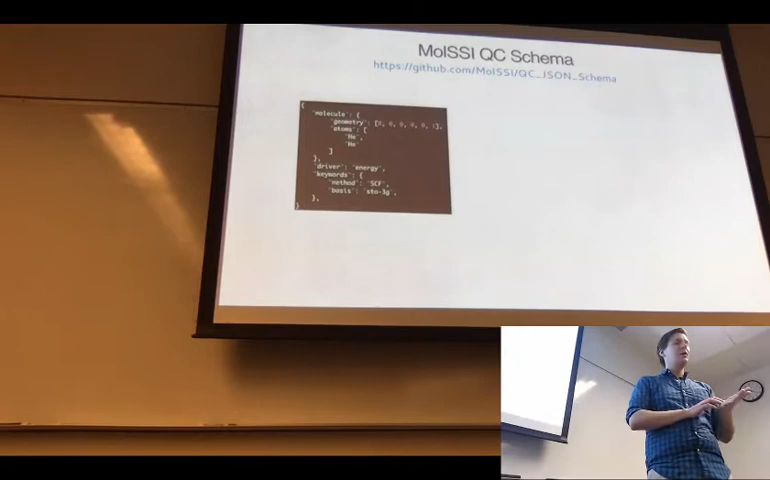 MolSSI QC Schema
https://github.com/MolSSI/QC_JSON_Schema
{
"molecule": {
"geometry": [0, 0, 0, 0, 0, 1],
"atoms": [
"He",
"He"
]
},
"driver": "energy",
"keywords": {
"method": "SCF",
"basis": "sto-3g",
},
}